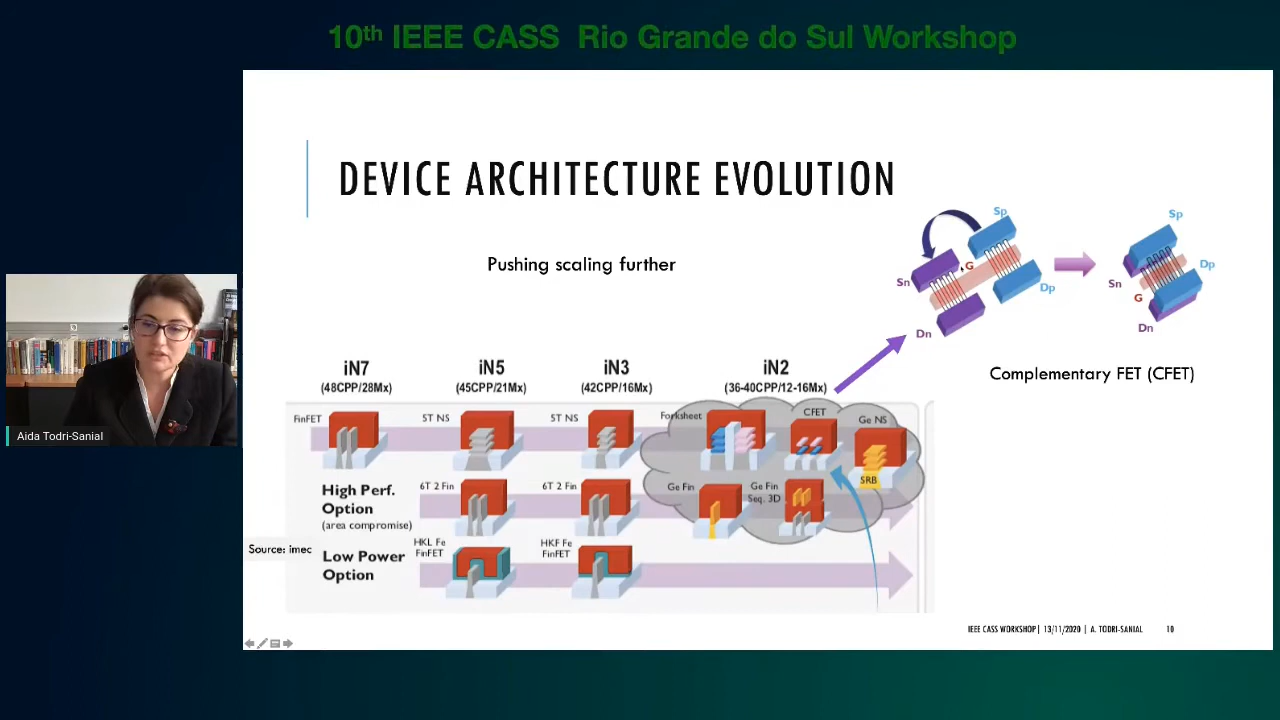 10th IEEE CASS Rio Grande do Sul Workshop
DEVICE ARCHITECTURE EVOLUTION
Pushing scaling further
Sp
G
Sn
Dp
Dn
Sp
Dp
Sn
G
Dn
Complementary FET (CFET)
iN7
(48CPP/28Mx)
iN5
(45CPP/21Mx)
iN3
(42CPP/16Mx)
iN2
(36-40CPP/12-16Mx)
FinFET
5T NS
5T NS
Forksheet
CFET
Ge NS
SRB
High Perf.
Option
(area compromise)
6T 2 Fin
6T 2 Fin
Ge Fin
Ge Fin
Seq. 3D
Low Power
Option
HKL Fe
FinFET
HKF Fe
FinFET
Source: imec
Aida Todri-Sanial
IEEE CASS WORKSHOP| 13/11/2020 | A. TODRI-SANIAL
10